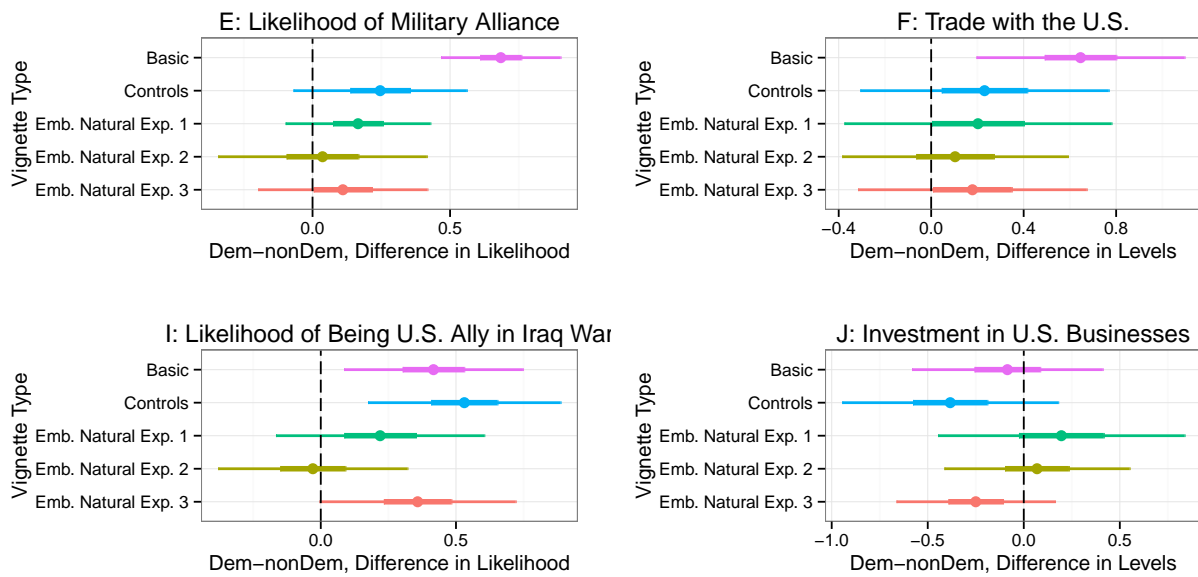 E: Likelihood of Military Alliance
Vignette Type
Basic
Controls
Emb. Natural Exp. 1
Emb. Natural Exp. 2
Emb. Natural Exp. 3
0.0
0.5
Dem−nonDem, Difference in Likelihood
F: Trade with the U.S.
Vignette Type
Basic
Controls
Emb. Natural Exp. 1
Emb. Natural Exp. 2
Emb. Natural Exp. 3
−0.4
0.0
0.4
0.8
Dem−nonDem, Difference in Levels
I: Likelihood of Being U.S. Ally in Iraq War
Vignette Type
Basic
Controls
Emb. Natural Exp. 1
Emb. Natural Exp. 2
Emb. Natural Exp. 3
0.0
0.5
Dem−nonDem, Difference in Likelihood
J: Investment in U.S. Businesses
Vignette Type
Basic
Controls
Emb. Natural Exp. 1
Emb. Natural Exp. 2
Emb. Natural Exp. 3
−1.0
−0.5
0.0
0.5
Dem−nonDem, Difference in Levels